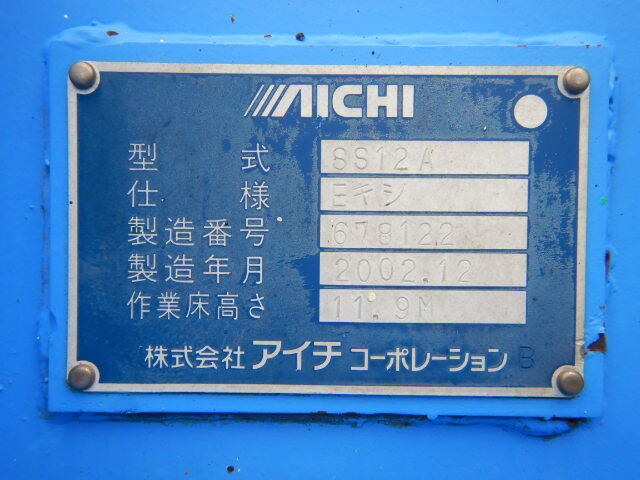 AICHI
型式 SS12A
仕様 Eキシ
製造番号 678122
製造年月 2002.12
作業床高さ 11.9M
株式会社 アイチ コーポレーション B